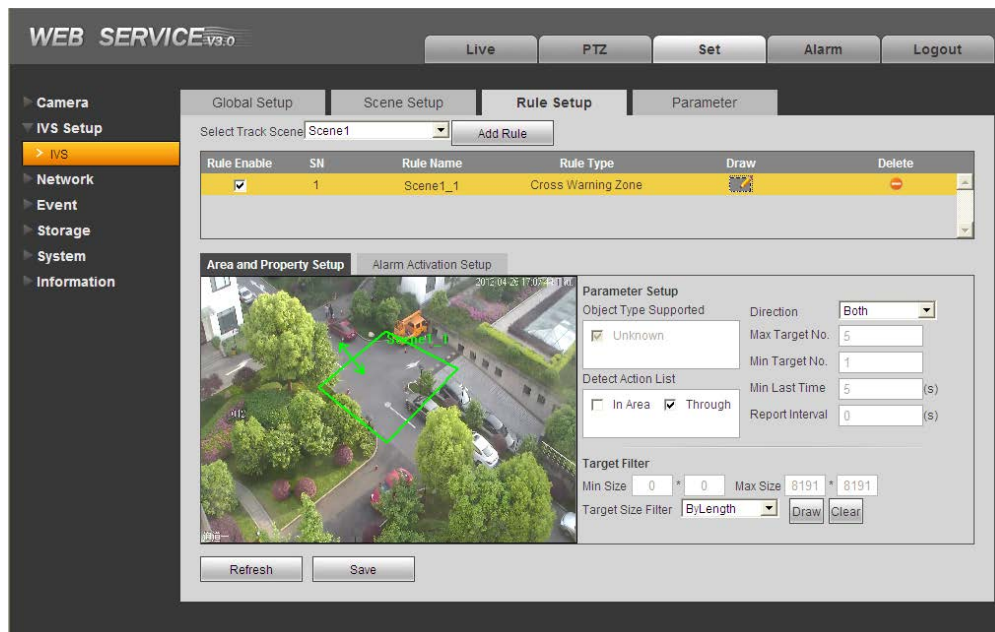 WEB SERVICE V3.0
Live PTZ Set Alarm Logout
Camera
IVS Setup
> IVS
Network
Event
Storage
System
Information
Global Setup Scene Setup Rule Setup Parameter
Select Track Scene Scene1 Add Rule
Rule Enable SN Rule Name Rule Type Draw Delete
1 Scene1_1 Cross Warning Zone
Area and Property Setup Alarm Activation Setup
Scene1_1
Parameter Setup
Object Type Supported
Unknown
Detect Action List
In Area Through
Direction Both
Max Target No. 5
Min Target No. 1
Min Last Time 5 (s)
Report Interval 0 (s)
Target Filter
Min Size 0 * 0 Max Size 8191 * 8191
Target Size Filter ByLength Draw Clear
Refresh Save